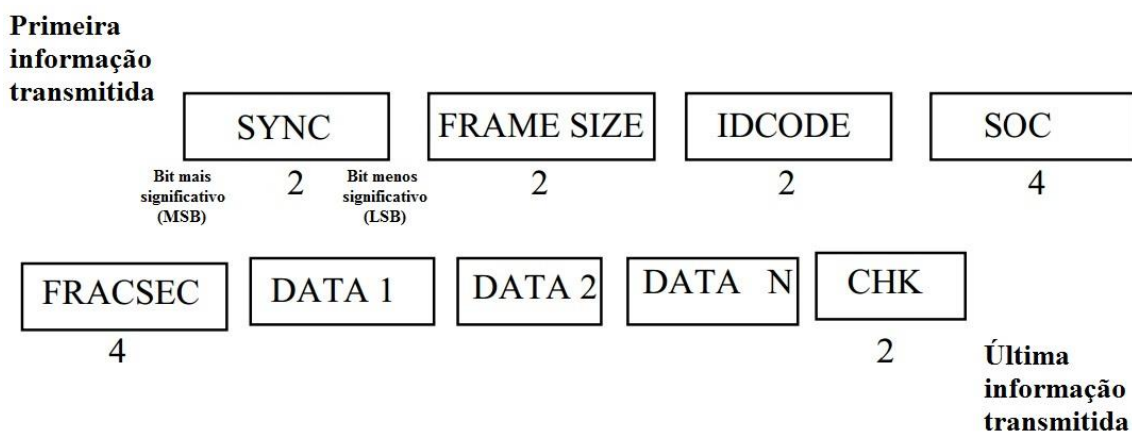 Primeira
informação
transmitida
SYNC
FRAME SIZE
IDCODE
SOC
Bit mais
significativo
(MSB)
2
Bit menos
significativo
(LSB)
2
2
4
FRACSEC
DATA 1
DATA 2
DATA N
CHK
4
2
Última
informação
transmitida